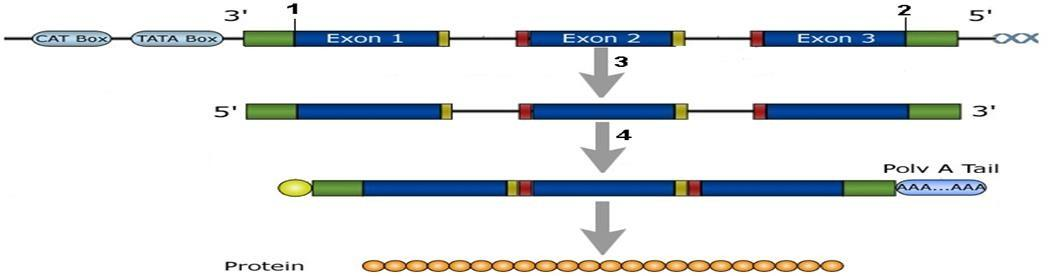 3' 1 2 5'
CAT Box TATA Box Exon 1 Exon 2 Exon 3
3
5' 3'
4
Polv A Tail
AAA...AAA
Protein